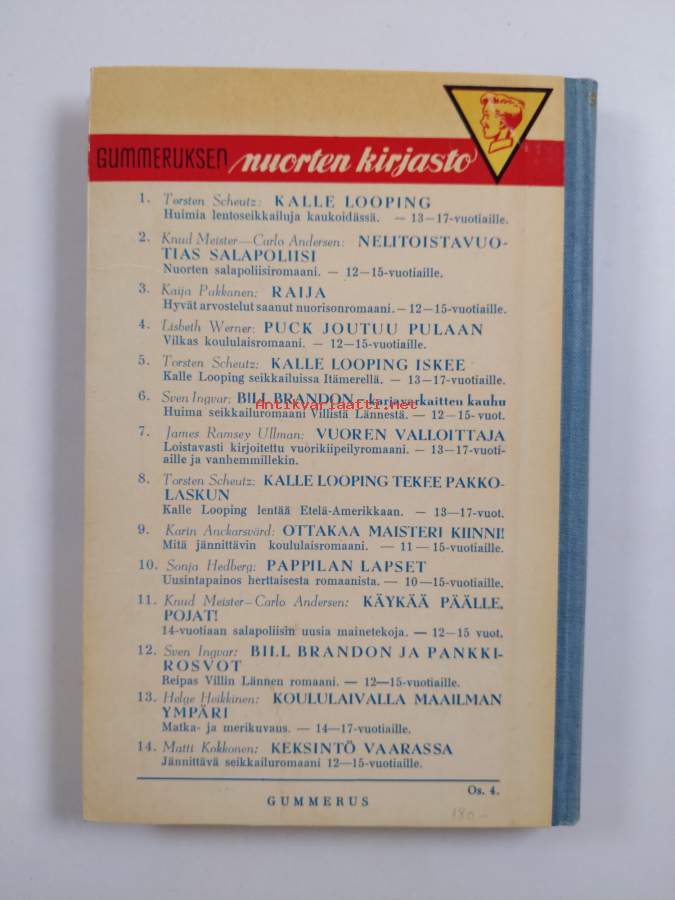 GUMMERUKSEN nuorten kirjasto
1. Torsten Scheutz: KALLE LOOPING
Huimia lentoseikkailuja kaukoidässä. — 13—17-vuotiaille.
2. Knud Meister—Carlo Andersen: NELITOISTAVUO-
TIAS SALAPOLIISI
Nuorten salapoliisiromaani. — 12—15-vuotiaille.
3. Kaija Pakkanen: RAIJA
Hyvät arvostelut saanut nuorisonromaani. — 12—15-vuotiaille.
4. Lisbeth Werner: PUCK JOUTUU PULAAN
Vilkas koululaisromaani. — 12—15-vuotiaille.
5. Torsten Scheutz: KALLE LOOPING ISKEE
Kalle Looping seikkailuissa Itämerellä. — 13—17-vuotiaille.
6. Sven Ingvar: BILL BRANDON — karjavarkaitten kauhu
Antikvariaatti.net
Huima seikkailuromaani Villistä Lännestä. — 12—15-vuot.
7. James Ramsey Ullman: VUOREN VALLOITTAJA
Loistavasti kirjoitettu vuorikiipeilyromaani. — 13—17-vuoti-
aille ja vanhemmillekin.
8. Torsten Scheutz: KALLE LOOPING TEKEE PAKKO-
LASKUN
Kalle Looping lentää Etelä-Amerikkaan. — 13—17-vuot.
9. Karin Anckarsvärd: OTTAKAA MAISTERI KIINNI!
Mitä jännittävin koululaisromaani. — 11—15-vuotiaille.
10. Sonja Hedberg: PAPPILAN LAPSET
Uusintapainos herttaisesta romaanista. — 10—15-vuotiaille.
11. Knud Meister—Carlo Andersen: KÄYKÄÄ PÄÄLLE,
POJAT!
14-vuotiaan salapoliisin uusia mainetekoja. — 12—15 vuot.
12. Sven Ingvar: BILL BRANDON JA PANKKI-
ROSVOT
Reipas Villin Lännen romaani. — 12—15-vuotiaille.
13. Helge Heikkinen: KOULULAIVALLA MAAILMAN
YMPÄRI
Matka- ja merikuvaus. — 14—17-vuotiaille.
14. Matti Kokkonen: KEKSINTÖ VAARASSA
Jännittävä seikkailuromaani 12—15-vuotiaille.
Os. 4.
GUMMERUS
180.-